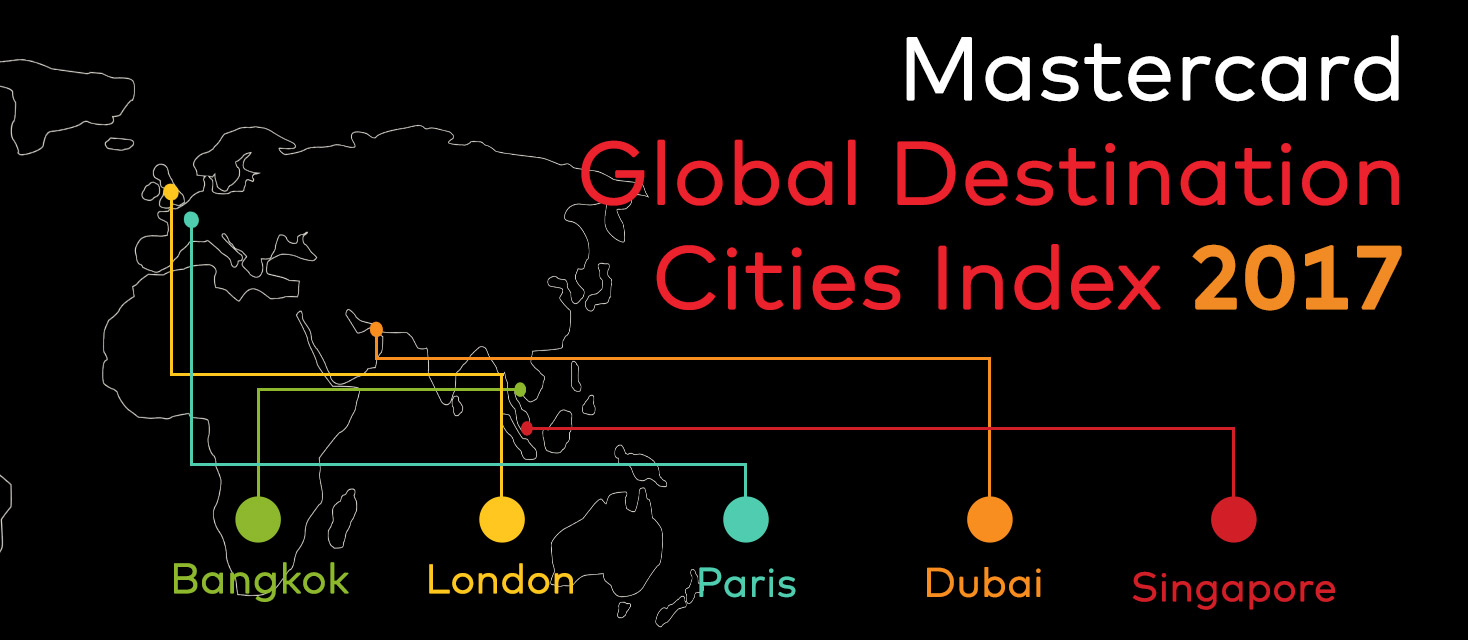 Mastercard
Global Destination
Cities Index 2017
Bangkok
London
Paris
Dubai
Singapore